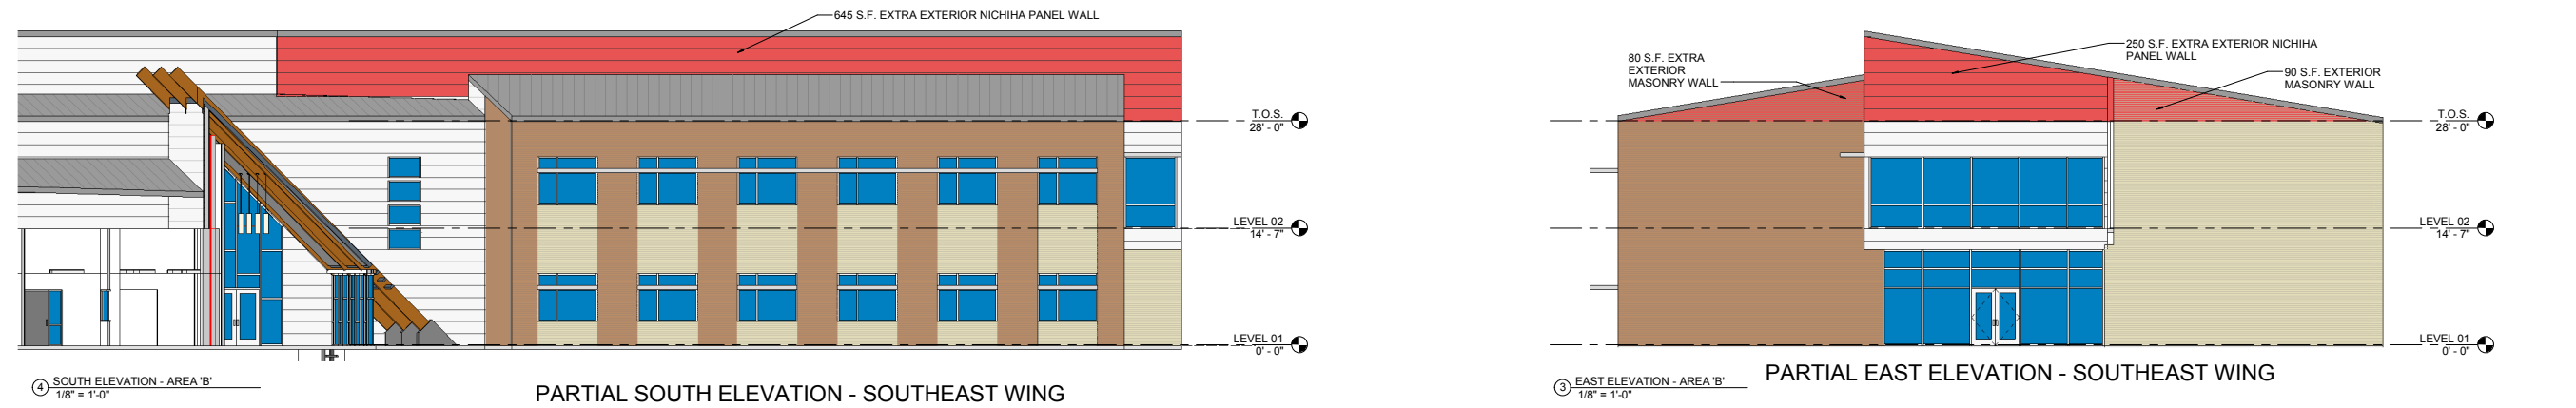 645 S.F. EXTRA EXTERIOR NICHIHA PANEL WALL
T.O.S.
28' - 0"
LEVEL 02
14' - 7"
LEVEL 01
0' - 0"
4
SOUTH ELEVATION - AREA 'B'
1/8" = 1'-0"
PARTIAL SOUTH ELEVATION - SOUTHEAST WING
80 S.F. EXTRA
EXTERIOR
MASONRY WALL
250 S.F. EXTRA EXTERIOR NICHIHA
PANEL WALL
90 S.F. EXTERIOR
MASONRY WALL
T.O.S.
28' - 0"
LEVEL 02
14' - 7"
LEVEL 01
0' - 0"
3
EAST ELEVATION - AREA 'B'
1/8" = 1'-0"
PARTIAL EAST ELEVATION - SOUTHEAST WING